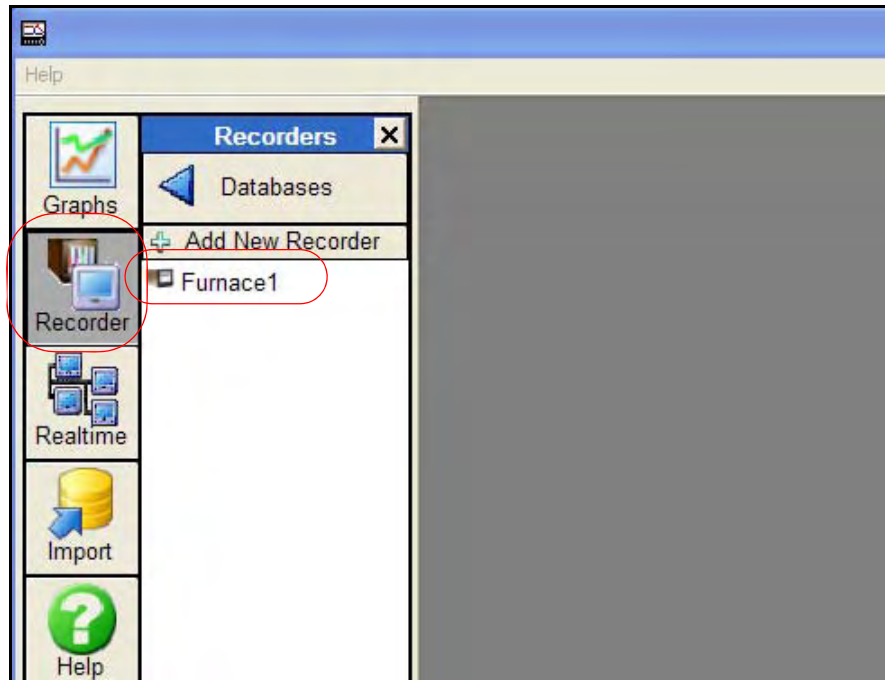 Help
Graphs
Recorder
Realtime
Import
Help
Recorders
Databases
Add New Recorder
Furnace1